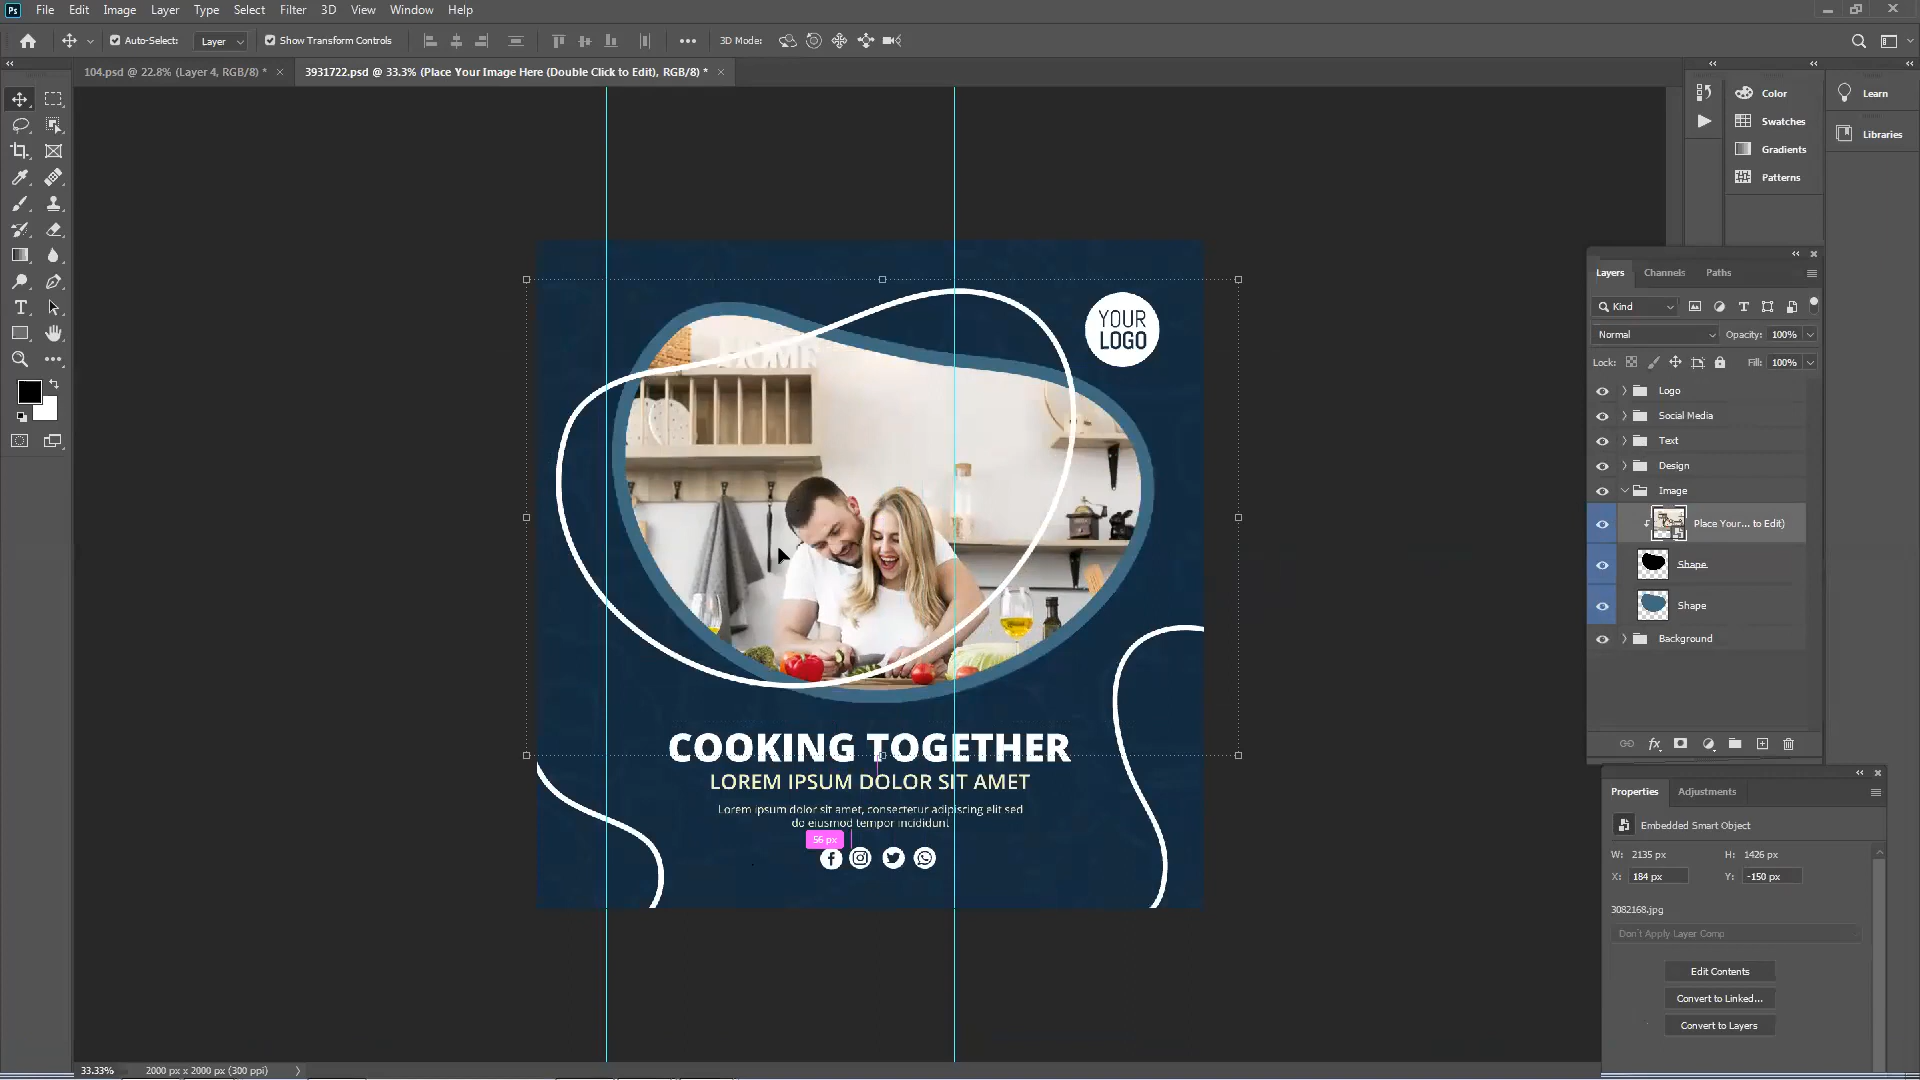 Ps File Edit Image Layer Type Select Filter 3D View Window Help
Auto-Select: Layer Show Transform Controls 3D Mode:
104.psd @ 22.8% (Layer 4, RGB/8) *
3931722.psd @ 33.3% (Place Your Image Here (Double Click to Edit), RGB/8) *
Color
Swatches
Gradients
Patterns
Learn
Libraries
YOUR
LOGO
HOME
COOKING TOGETHER
LOREM IPSUM DOLOR SIT AMET
Lorem ipsum dolor sit amet, consectetur adipiscing elit sed
do eiusmod tempor incididunt
56 px
Layers Channels Paths
Kind
Normal Opacity: 100%
Lock: Fill: 100%
Logo
Social Media
Text
Design
Image
Place Your... to Edit)
Shape
Shape
Background
Properties Adjustments
Embedded Smart Object
W: 2135 px H: 1426 px
X: 184 px Y: -150 px
3082168.jpg
Don't Apply Layer Comp
Edit Contents
Convert to Linked...
Convert to Layers
33.33% 2000 px x 2000 px (300 ppi)